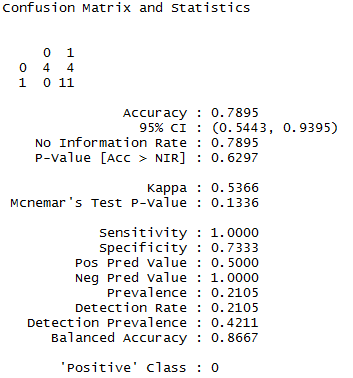 Confusion Matrix and Statistics
0 1
0 4 4
1 0 11
Accuracy : 0.7895
95% CI : (0.5443, 0.9395)
No Information Rate : 0.7895
P-Value [Acc > NIR] : 0.6297
Kappa : 0.5366
Mcnemar's Test P-Value : 0.1336
Sensitivity : 1.0000
Specificity : 0.7333
Pos Pred Value : 0.5000
Neg Pred Value : 1.0000
Prevalence : 0.2105
Detection Rate : 0.2105
Detection Prevalence : 0.4211
Balanced Accuracy : 0.8667
'Positive' Class : 0